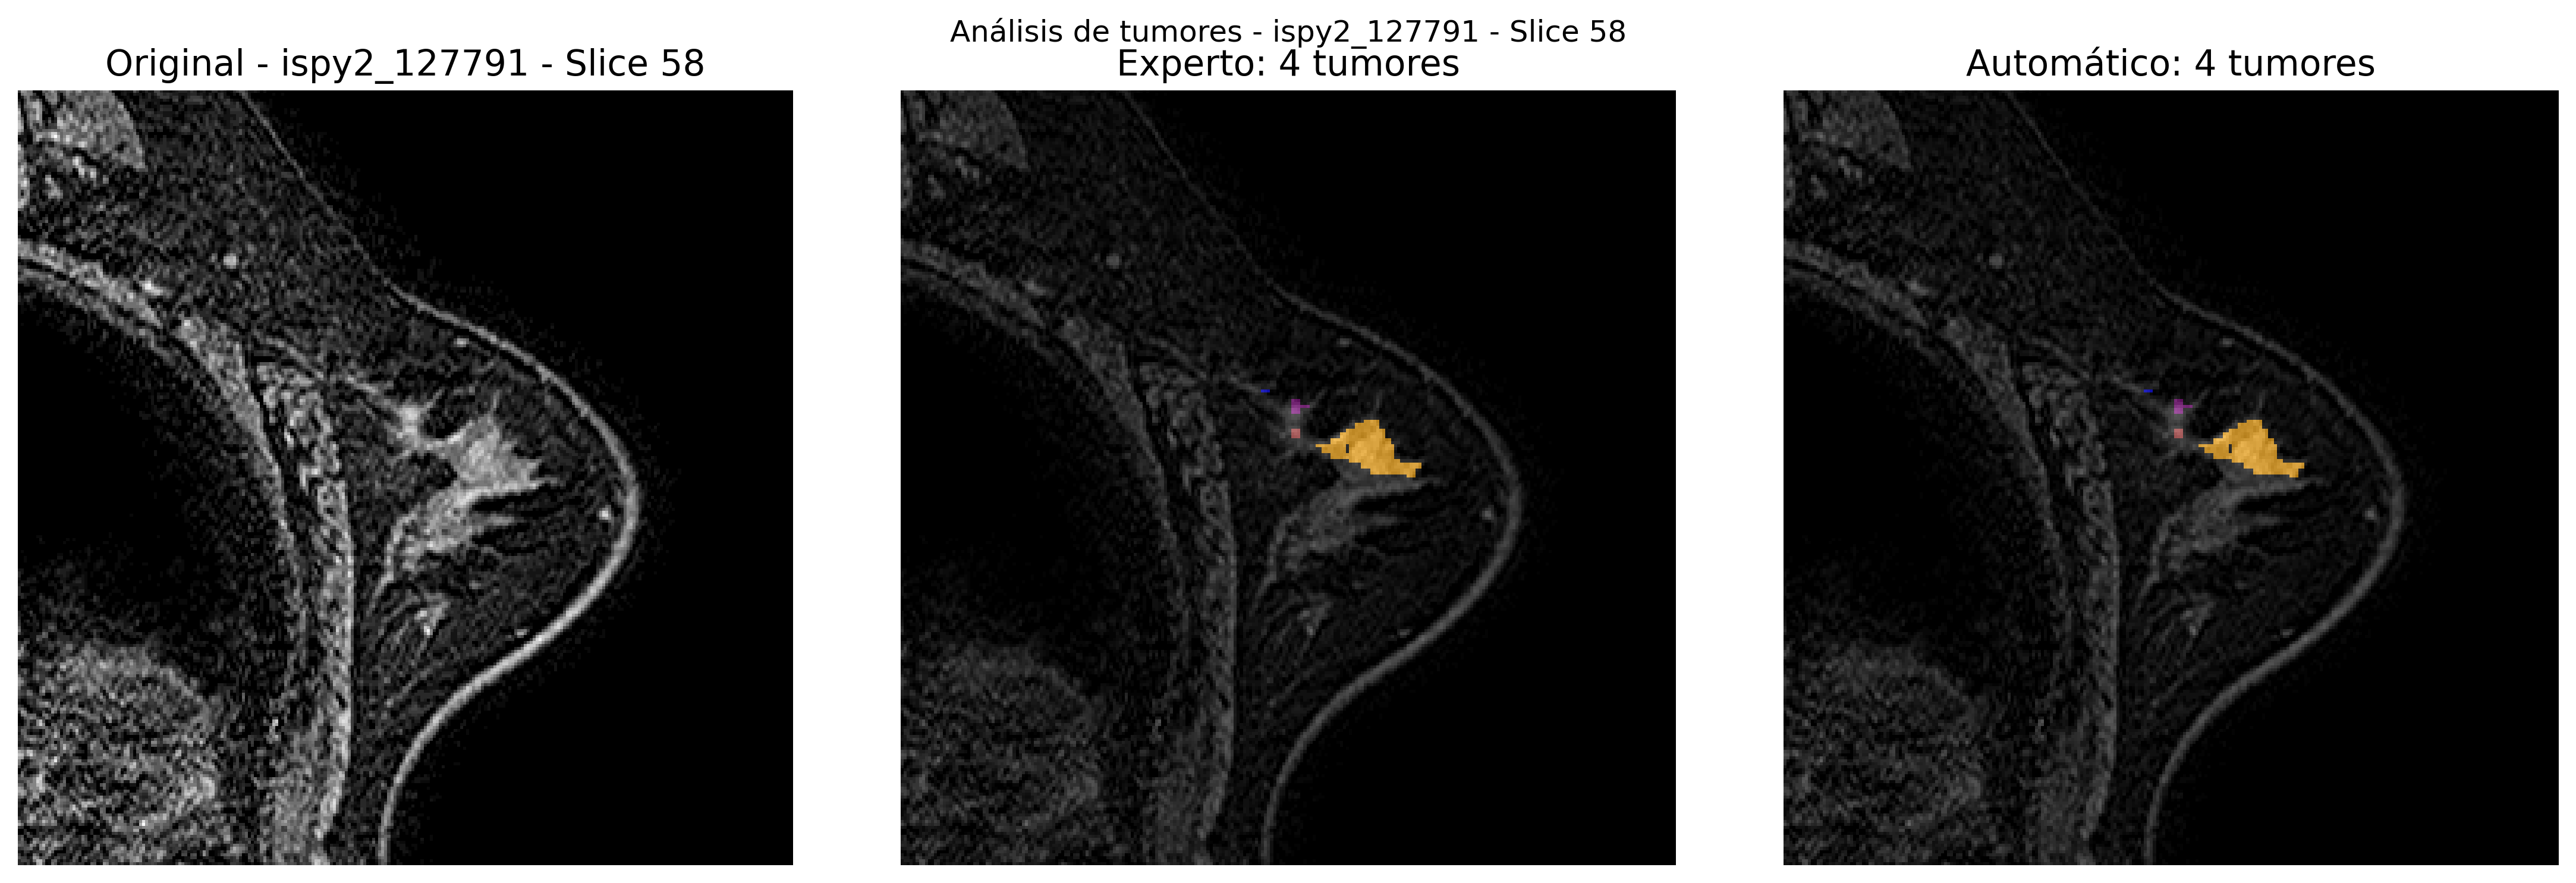 Análisis de tumores - ispy2_127791 - Slice 58
Original - ispy2_127791 - Slice 58
Experto: 4 tumores
Automático: 4 tumores